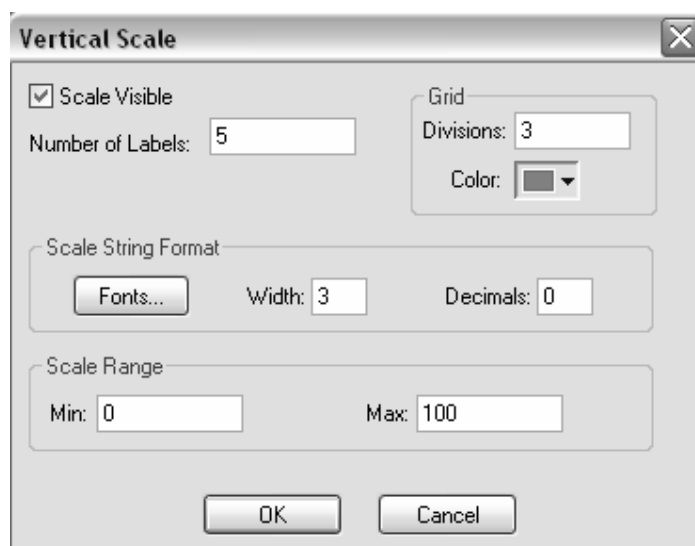 Vertical Scale
Scale Visible
Number of Labels: 5
Grid
Divisions: 3
Color:
Scale String Format
Fonts... Width: 3 Decimals: 0
Scale Range
Min: 0 Max: 100
OK Cancel